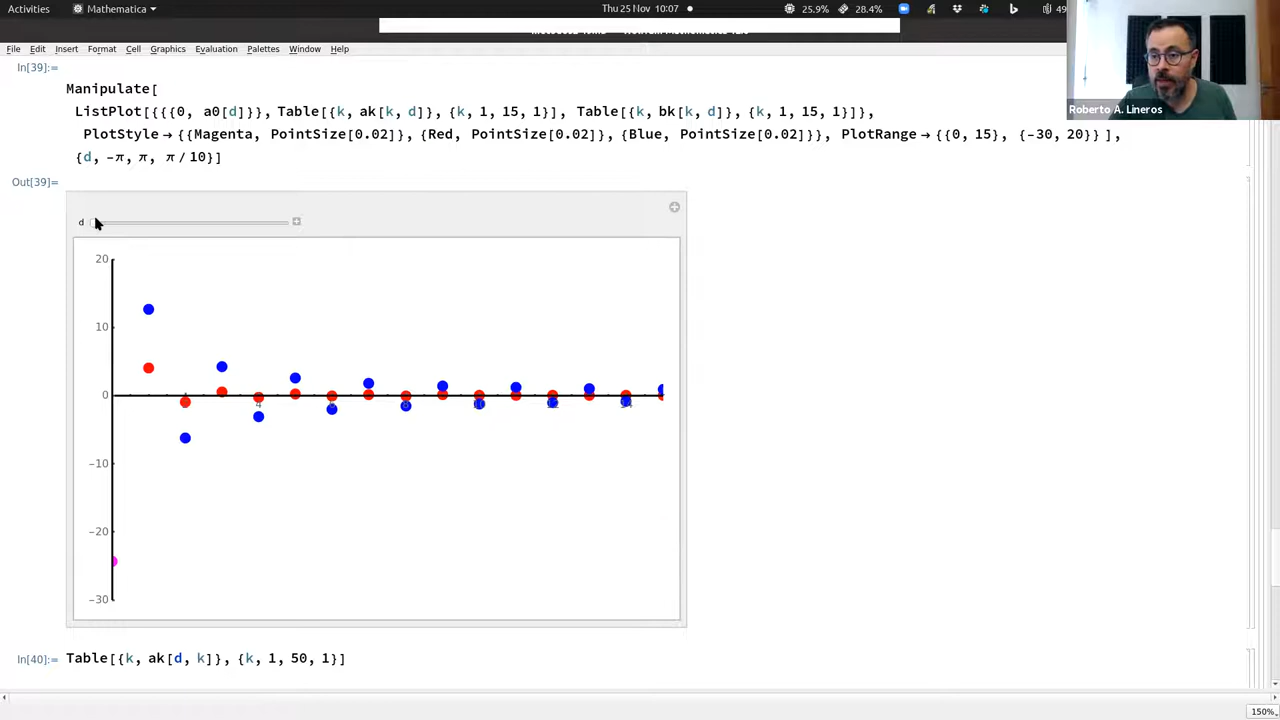 Activities
Mathematica
Thu 25 Nov 10:07
25.9%
28.4%
File Edit Insert Format Cell Graphics Evaluation Palettes Window Help
Roberto A. Lineros
In[39]:=
Manipulate[
ListPlot[{{{0, a0[d]}}, Table[{k, ak[k, d]}, {k, 1, 15, 1}], Table[{k, bk[k, d]}, {k, 1, 15, 1}]},
PlotStyle→{{Magenta, PointSize[0.02]}, {Red, PointSize[0.02]}, {Blue, PointSize[0.02]}}, PlotRange→{{0, 15}, {-30, 20}} ],
{d, -π, π, π/10}]
Out[39]=
d
20
10
0
-10
-20
-30
4
In[40]:= Table[{k, ak[d, k]}, {k, 1, 50, 1}]
150%